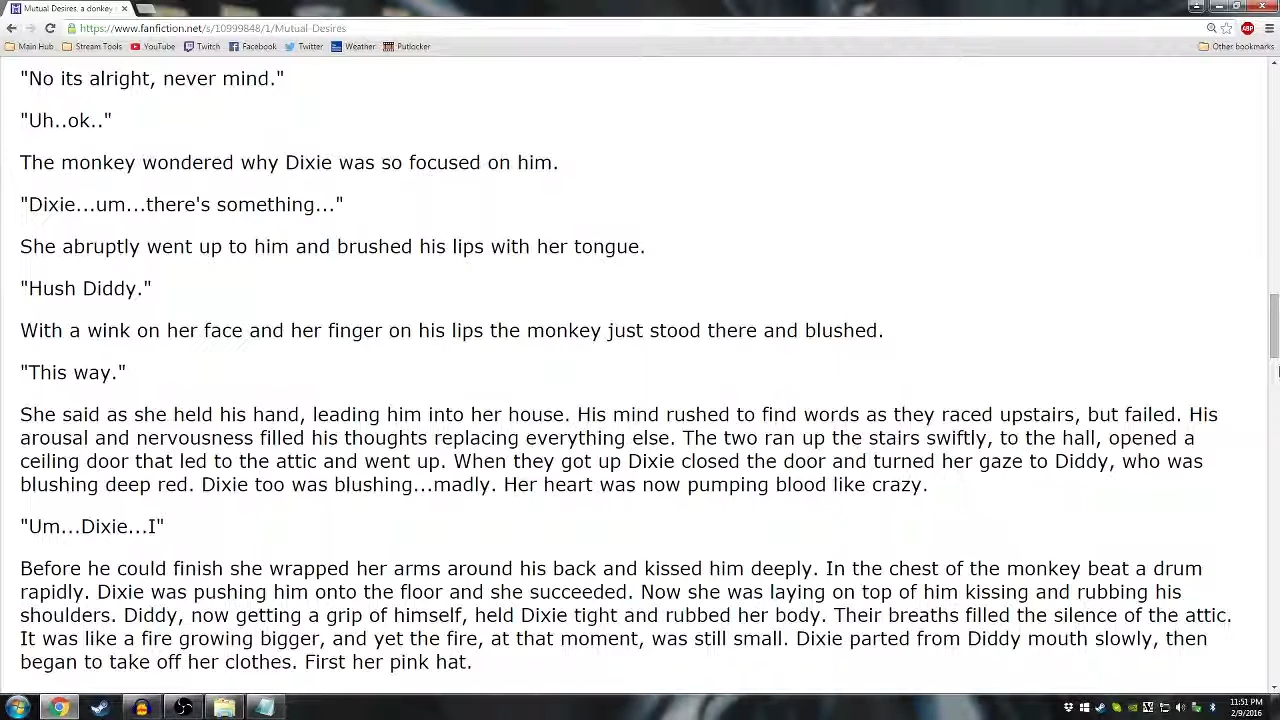 Mutual Desires, a donkey
https://www.fanfiction.net/s/10999848/1/Mutual-Desires
ABP
Main Hub Stream Tools YouTube Twitch Facebook Twitter Weather Putlocker Other bookmarks
"No its alright, never mind."
"Uh..ok.."
The monkey wondered why Dixie was so focused on him.
"Dixie...um...there's something..."
She abruptly went up to him and brushed his lips with her tongue.
"Hush Diddy."
With a wink on her face and her finger on his lips the monkey just stood there and blushed.
"This way."
She said as she held his hand, leading him into her house. His mind rushed to find words as they raced upstairs, but failed. His
arousal and nervousness filled his thoughts replacing everything else. The two ran up the stairs swiftly, to the hall, opened a
ceiling door that led to the attic and went up. When they got up Dixie closed the door and turned her gaze to Diddy, who was
blushing deep red. Dixie too was blushing...madly. Her heart was now pumping blood like crazy.
"Um...Dixie...I"
Before he could finish she wrapped her arms around his back and kissed him deeply. In the chest of the monkey beat a drum
rapidly. Dixie was pushing him onto the floor and she succeeded. Now she was laying on top of him kissing and rubbing his
shoulders. Diddy, now getting a grip of himself, held Dixie tight and rubbed her body. Their breaths filled the silence of the attic.
It was like a fire growing bigger, and yet the fire, at that moment, was still small. Dixie parted from Diddy mouth slowly, then
began to take off her clothes. First her pink hat.
11:51 PM
2/9/2016